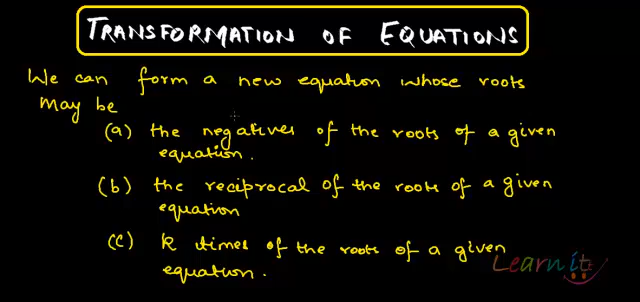 TRANSFORMATION OF EQUATIONS
We can form a new equation whose roots
may be
(a) the negatives of the roots of a given
equation.
(b) the reciprocal of the roots of a given
equation
(c) k times of the roots of a given
equation.
Learnit